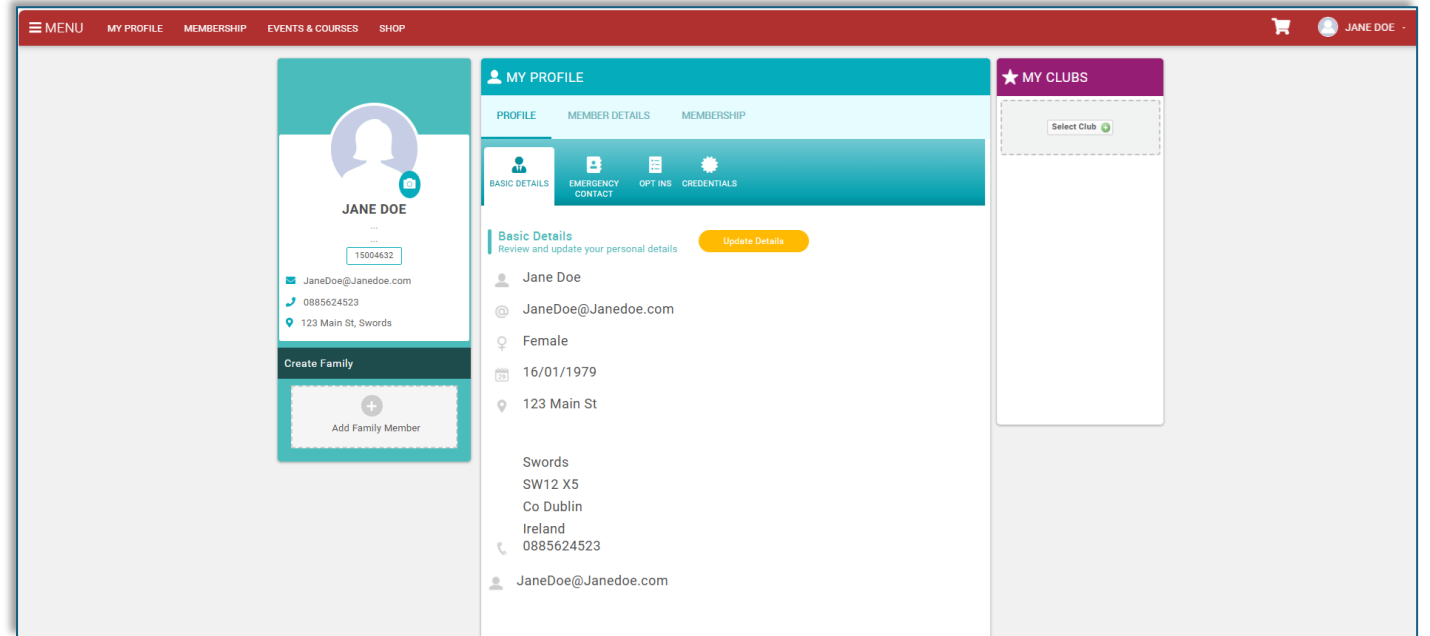 MENU MY PROFILE MEMBERSHIP EVENTS & COURSES SHOP JANE DOE
JANE DOE
...
...
15004632
JaneDoe@Janedoe.com
0885624523
123 Main St, Swords
Create Family
Add Family Member
MY PROFILE
PROFILE MEMBER DETAILS MEMBERSHIP
BASIC DETAILS EMERGENCY CONTACT OPT INS CREDENTIALS
Basic Details
Review and update your personal details
Update Details
Jane Doe
@ JaneDoe@Janedoe.com
Female
29 16/01/1979
123 Main St
Swords
SW12 X5
Co Dublin
Ireland
0885624523
JaneDoe@Janedoe.com
MY CLUBS
Select Club